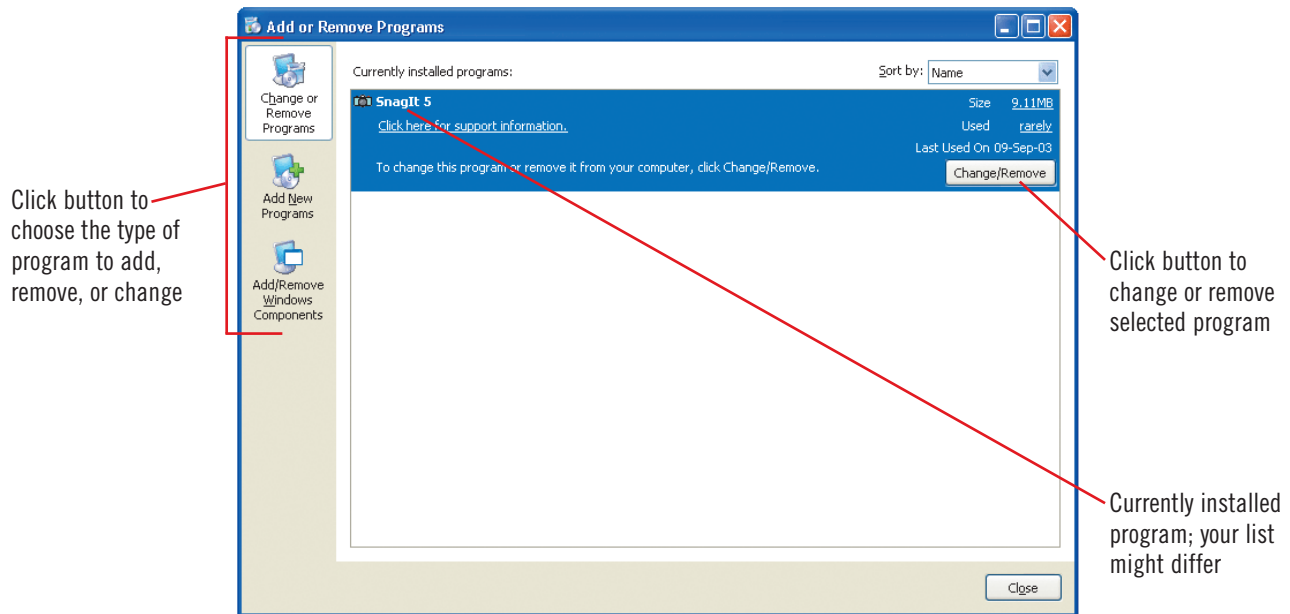 Add or Remove Programs
Change or
Remove
Programs
Add New
Programs
Add/Remove
Windows
Components
Currently installed programs:
Sort by: Name
SnagIt 5
Size 9.11MB
Click here for support information.
Used rarely
Last Used On 09-Sep-03
To change this program or remove it from your computer, click Change/Remove.
Change/Remove
Close
Click button to
choose the type of
program to add,
remove, or change
Click button to
change or remove
selected program
Currently installed
program; your list
might differ